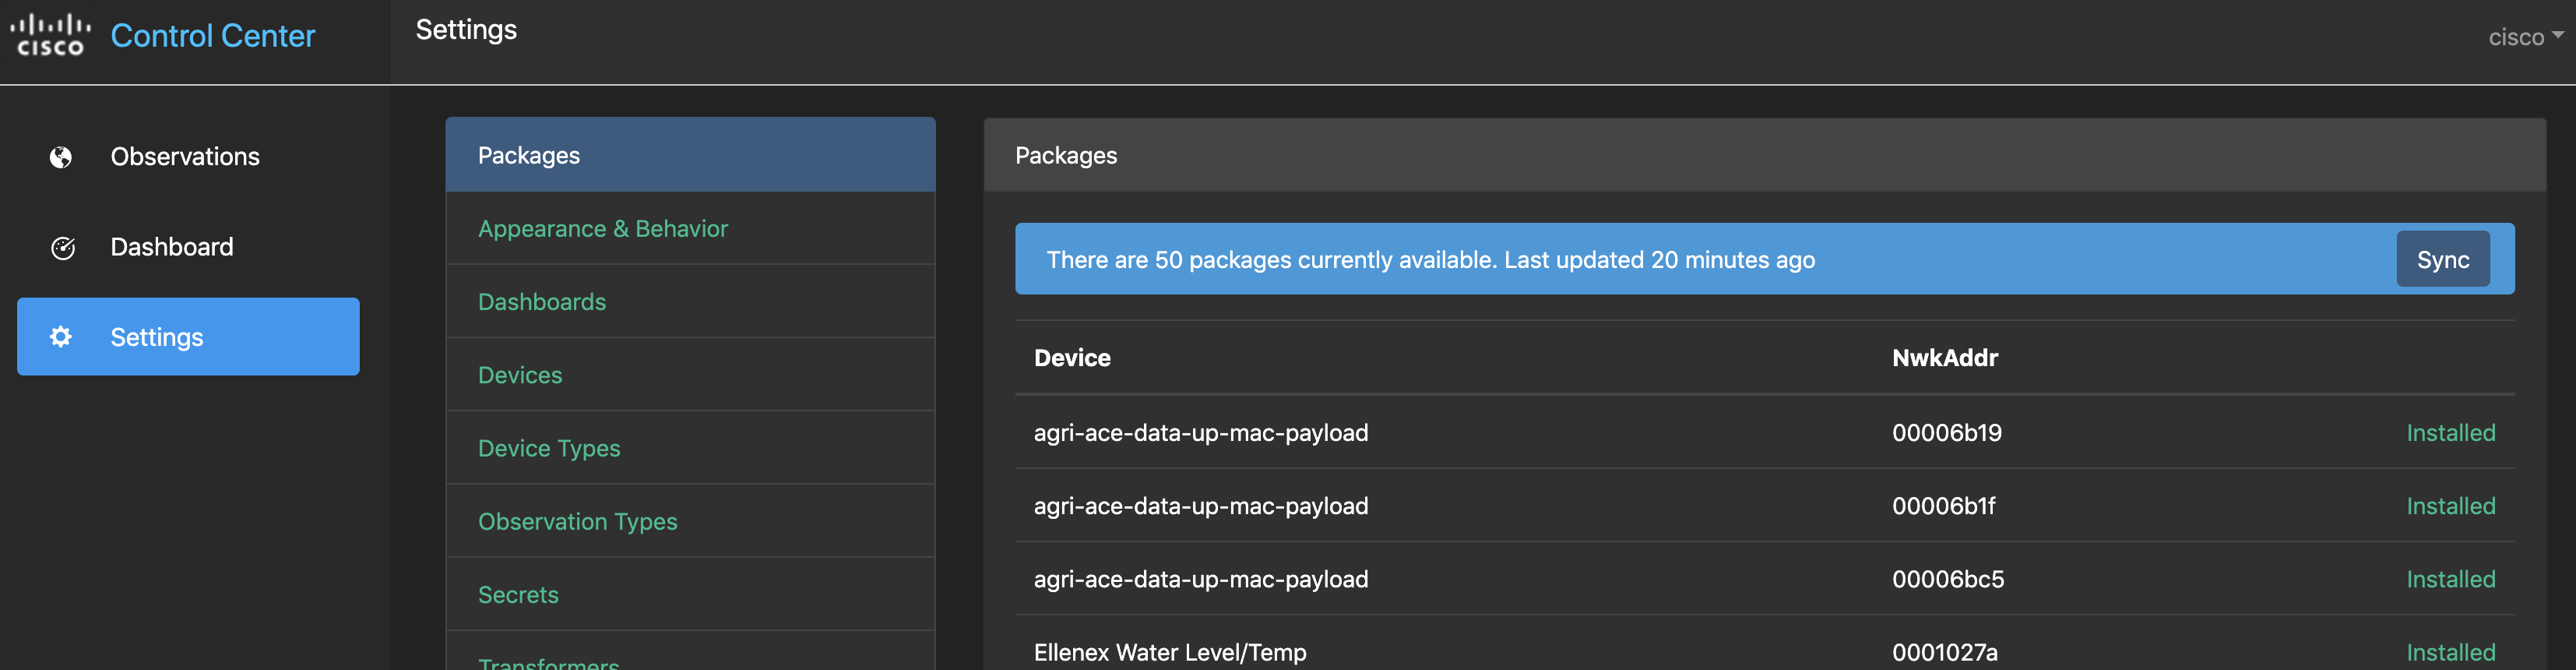 CISCO Control Center
Settings
cisco
Observations
Dashboard
Settings
Packages
Appearance & Behavior
Dashboards
Devices
Device Types
Observation Types
Secrets
Transformers
Packages
There are 50 packages currently available. Last updated 20 minutes ago
Sync
Device NwkAddr
agri-ace-data-up-mac-payload 00006b19 Installed
agri-ace-data-up-mac-payload 00006b1f Installed
agri-ace-data-up-mac-payload 00006bc5 Installed
Ellenex Water Level/Temp 0001027a Installed